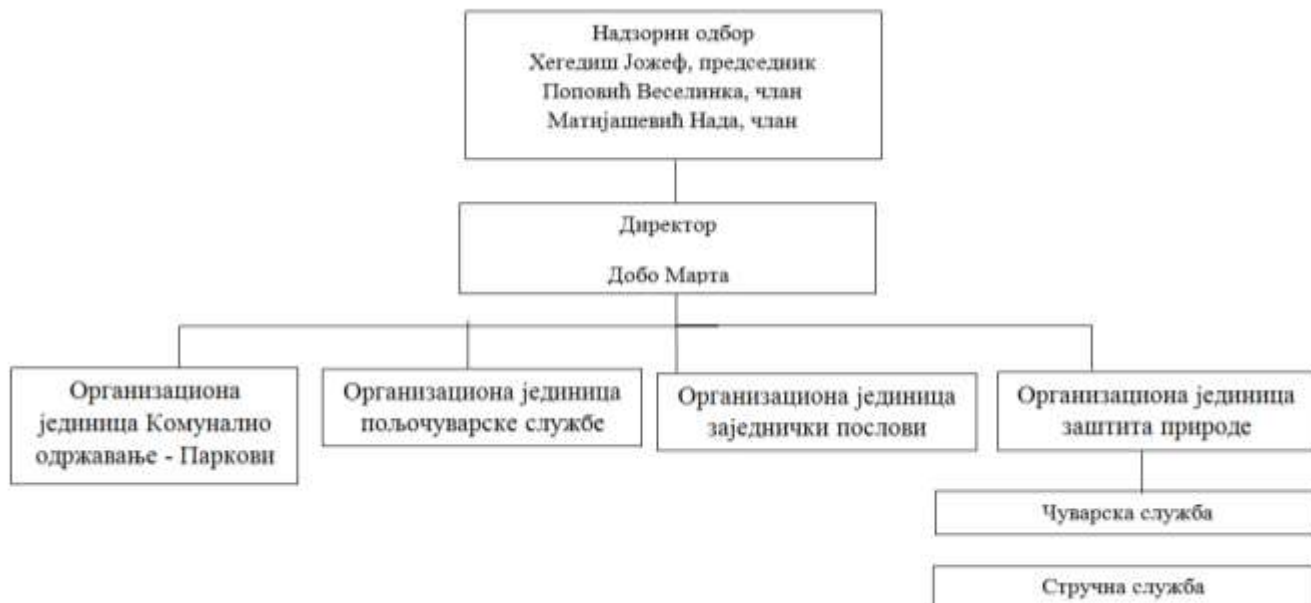 Надзорни одбор
Хегедиш Јожеф, председник
Поповић Веселинка, члан
Матијашевић Нада, члан
Директор
Добо Марта
Организациона
јединица Комунално
одржавање - Паркови
Организациона јединица
пољочуварске службе
Организациона јединица
заједнички послови
Организациона јединица
заштита природе
Чуварска служба
Стручна служба